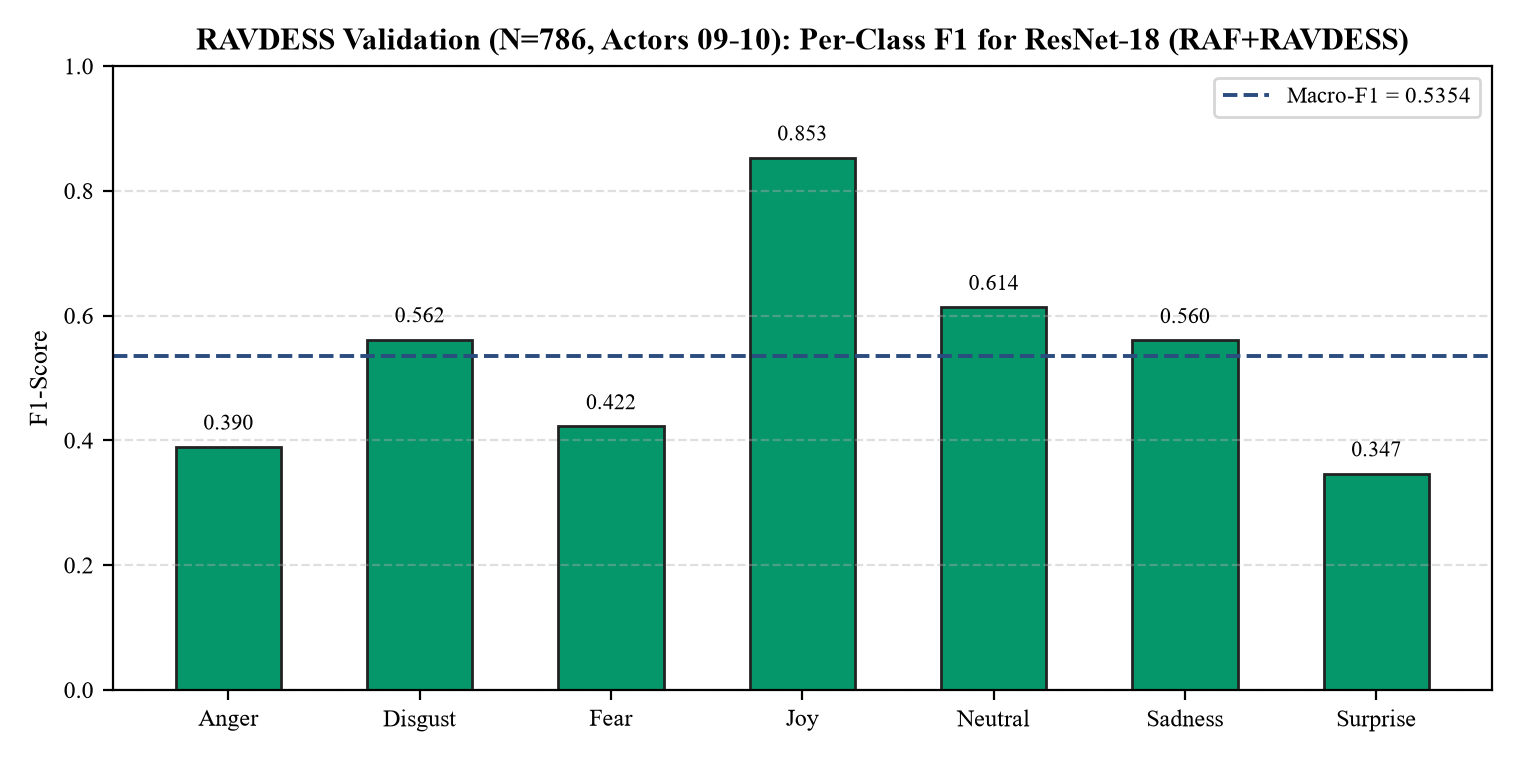 RAVDESS Validation (N=786, Actors 09-10): Per-Class F1 for ResNet-18 (RAF+RAVDESS)
Macro-F1 = 0.5354
F1-Score
1.0
0.8
0.6
0.4
0.2
0.0
0.390
0.562
0.422
0.853
0.614
0.560
0.347
Anger
Disgust
Fear
Joy
Neutral
Sadness
Surprise